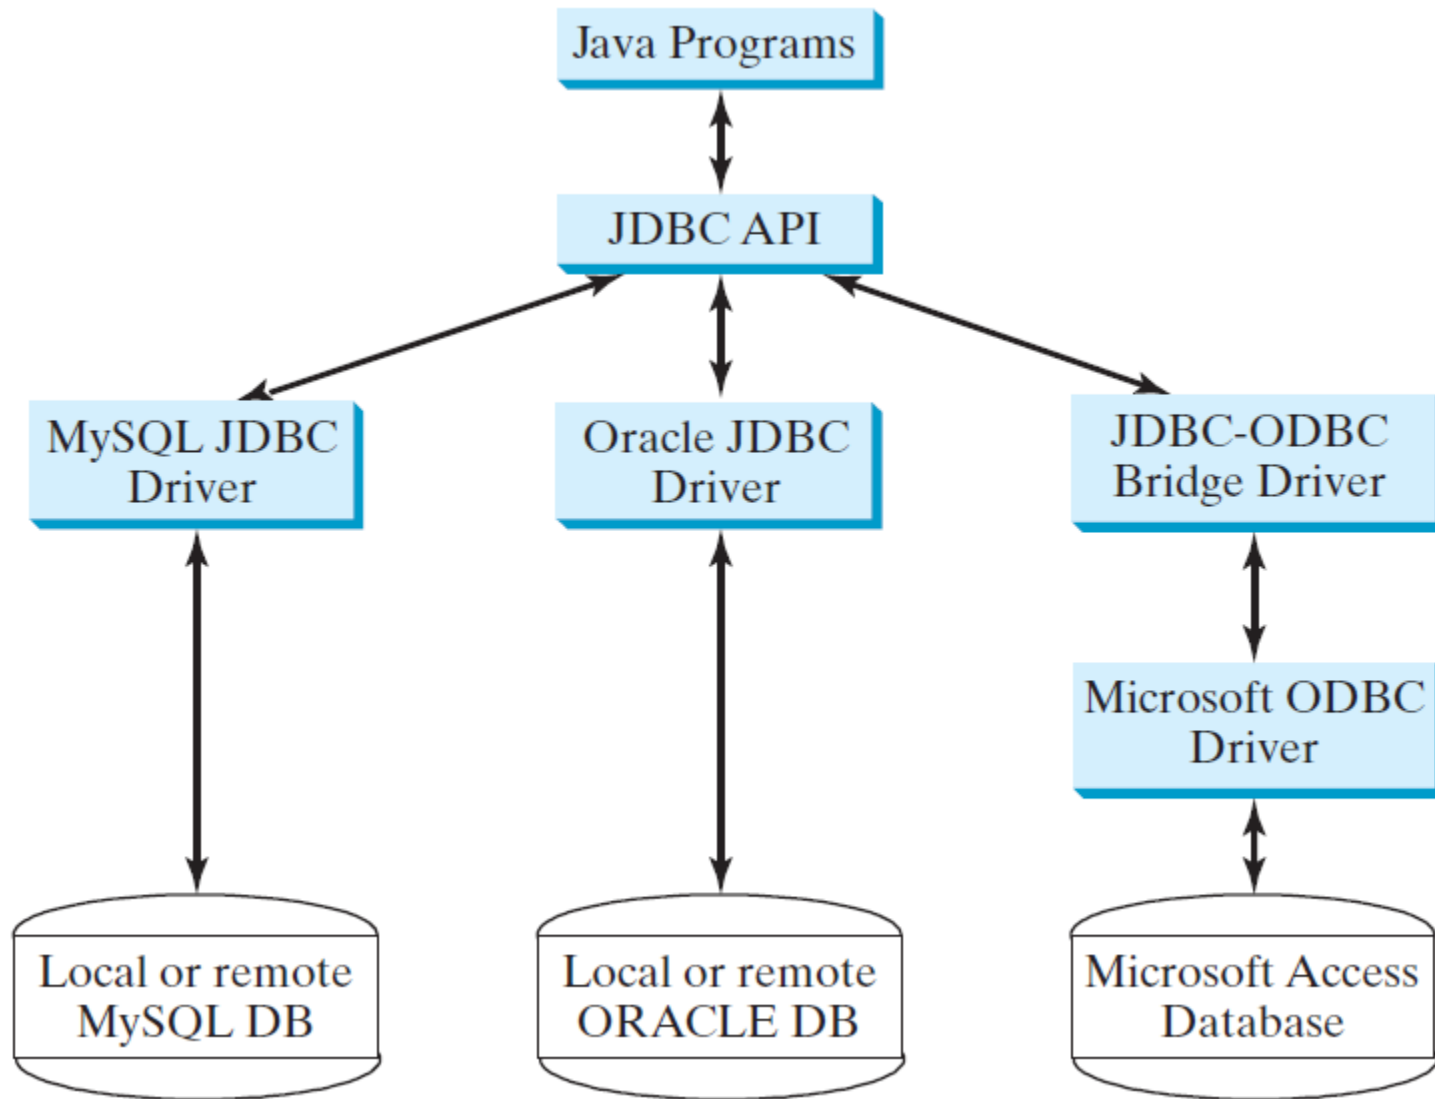 Java Programs
JDBC API
MySQL JDBC
Driver
Oracle JDBC
Driver
JDBC-ODBC
Bridge Driver
Microsoft ODBC
Driver
Local or remote
MySQL DB
Local or remote
ORACLE DB
Microsoft Access
Database